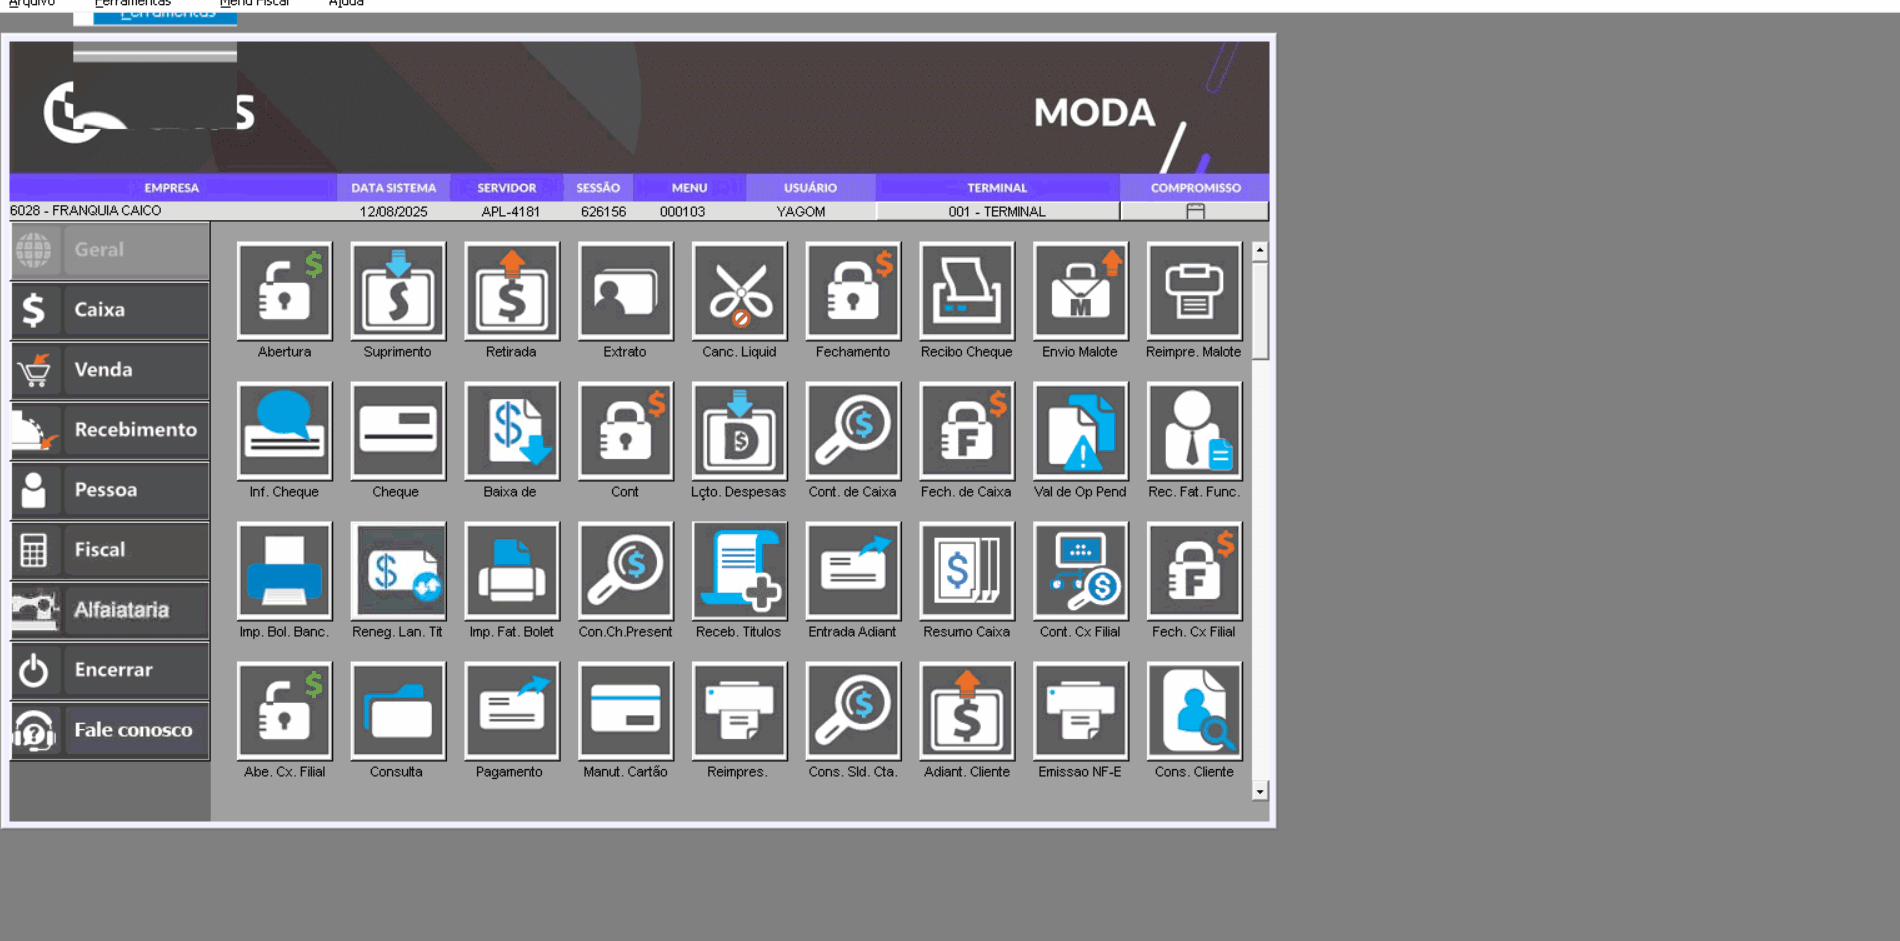 Arquivo Ferramentas Menu Fiscal Ajuda
Ferramentas
MODA
EMPRESA DATA SISTEMA SERVIDOR SESSÃO MENU USUÁRIO TERMINAL COMPROMISSO
6028 - FRANQUIA CAICO 12/08/2025 APL-4181 626156 000103 YAGOM 001 - TERMINAL
Geral
Caixa
Venda
Recebimento
Pessoa
Fiscal
Alfaiataria
Encerrar
Fale conosco
Abertura Suprimento Retirada Extrato Canc. Liquid Fechamento Recibo Cheque Envio Malote Reimpre. Malote
Inf. Cheque Cheque Baixa de Cont Lçto. Despesas Cont. de Caixa Fech. de Caixa Val de Op Pend Rec. Fat. Func.
Imp. Bol. Banc. Reneg. Lan. Tit Imp. Fat. Bolet Con.Ch.Present Receb. Titulos Entrada Adiant Resumo Caixa Cont. Cx Filial Fech. Cx Filial
Abe. Cx. Filial Consulta Pagamento Manut. Cartão Reimpres. Cons. Sld. Cta. Adiant. Cliente Emissao NF-E Cons. Cliente